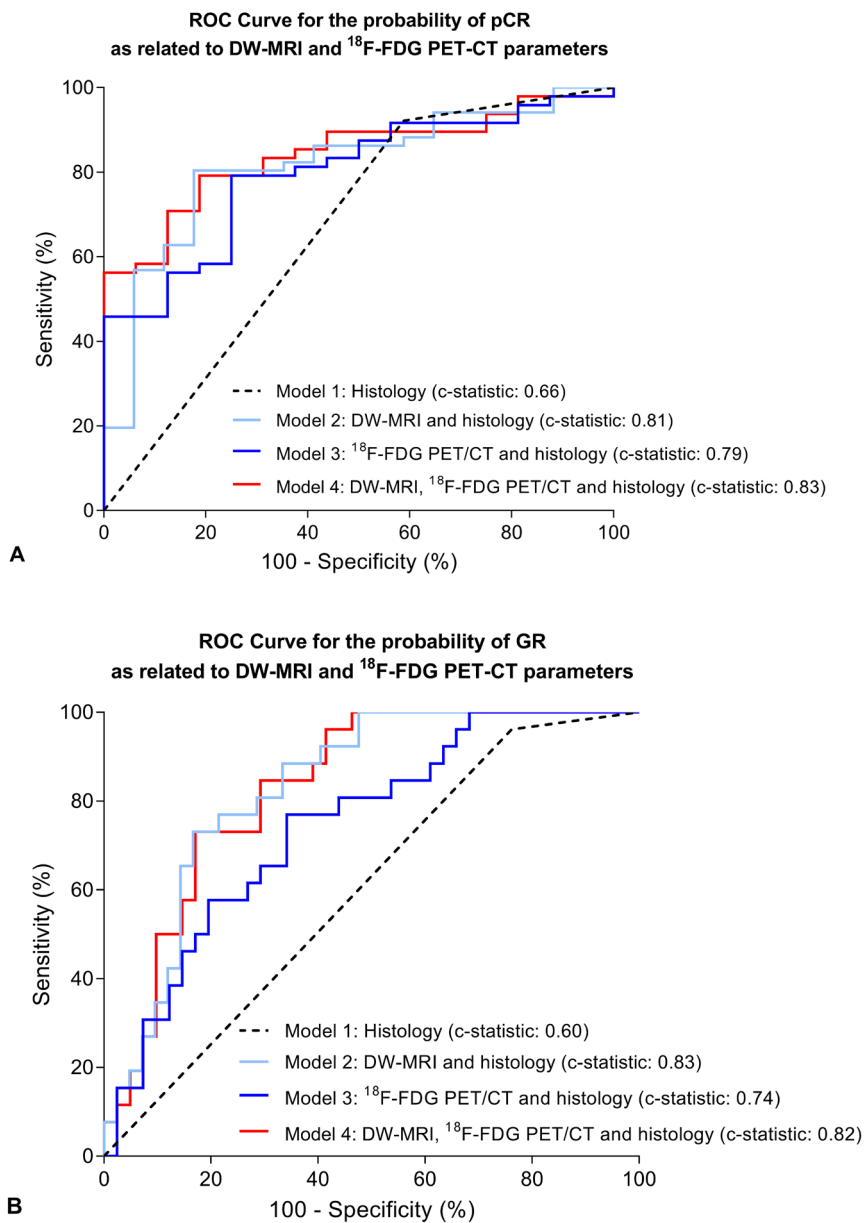 ROC Curve for the probability of pCR
as related to DW-MRI and ¹⁸F-FDG PET-CT parameters
100
80
60
40
20
0
Sensitivity (%)
Model 1: Histology (c-statistic: 0.66)
Model 2: DW-MRI and histology (c-statistic: 0.81)
Model 3: ¹⁸F-FDG PET/CT and histology (c-statistic: 0.79)
Model 4: DW-MRI, ¹⁸F-FDG PET/CT and histology (c-statistic: 0.83)
0 20 40 60 80 100
100 - Specificity (%)
A
ROC Curve for the probability of GR
as related to DW-MRI and ¹⁸F-FDG PET-CT parameters
100
80
60
40
20
0
Sensitivity (%)
Model 1: Histology (c-statistic: 0.60)
Model 2: DW-MRI and histology (c-statistic: 0.83)
Model 3: ¹⁸F-FDG PET/CT and histology (c-statistic: 0.74)
Model 4: DW-MRI, ¹⁸F-FDG PET/CT and histology (c-statistic: 0.82)
0 20 40 60 80 100
100 - Specificity (%)
B